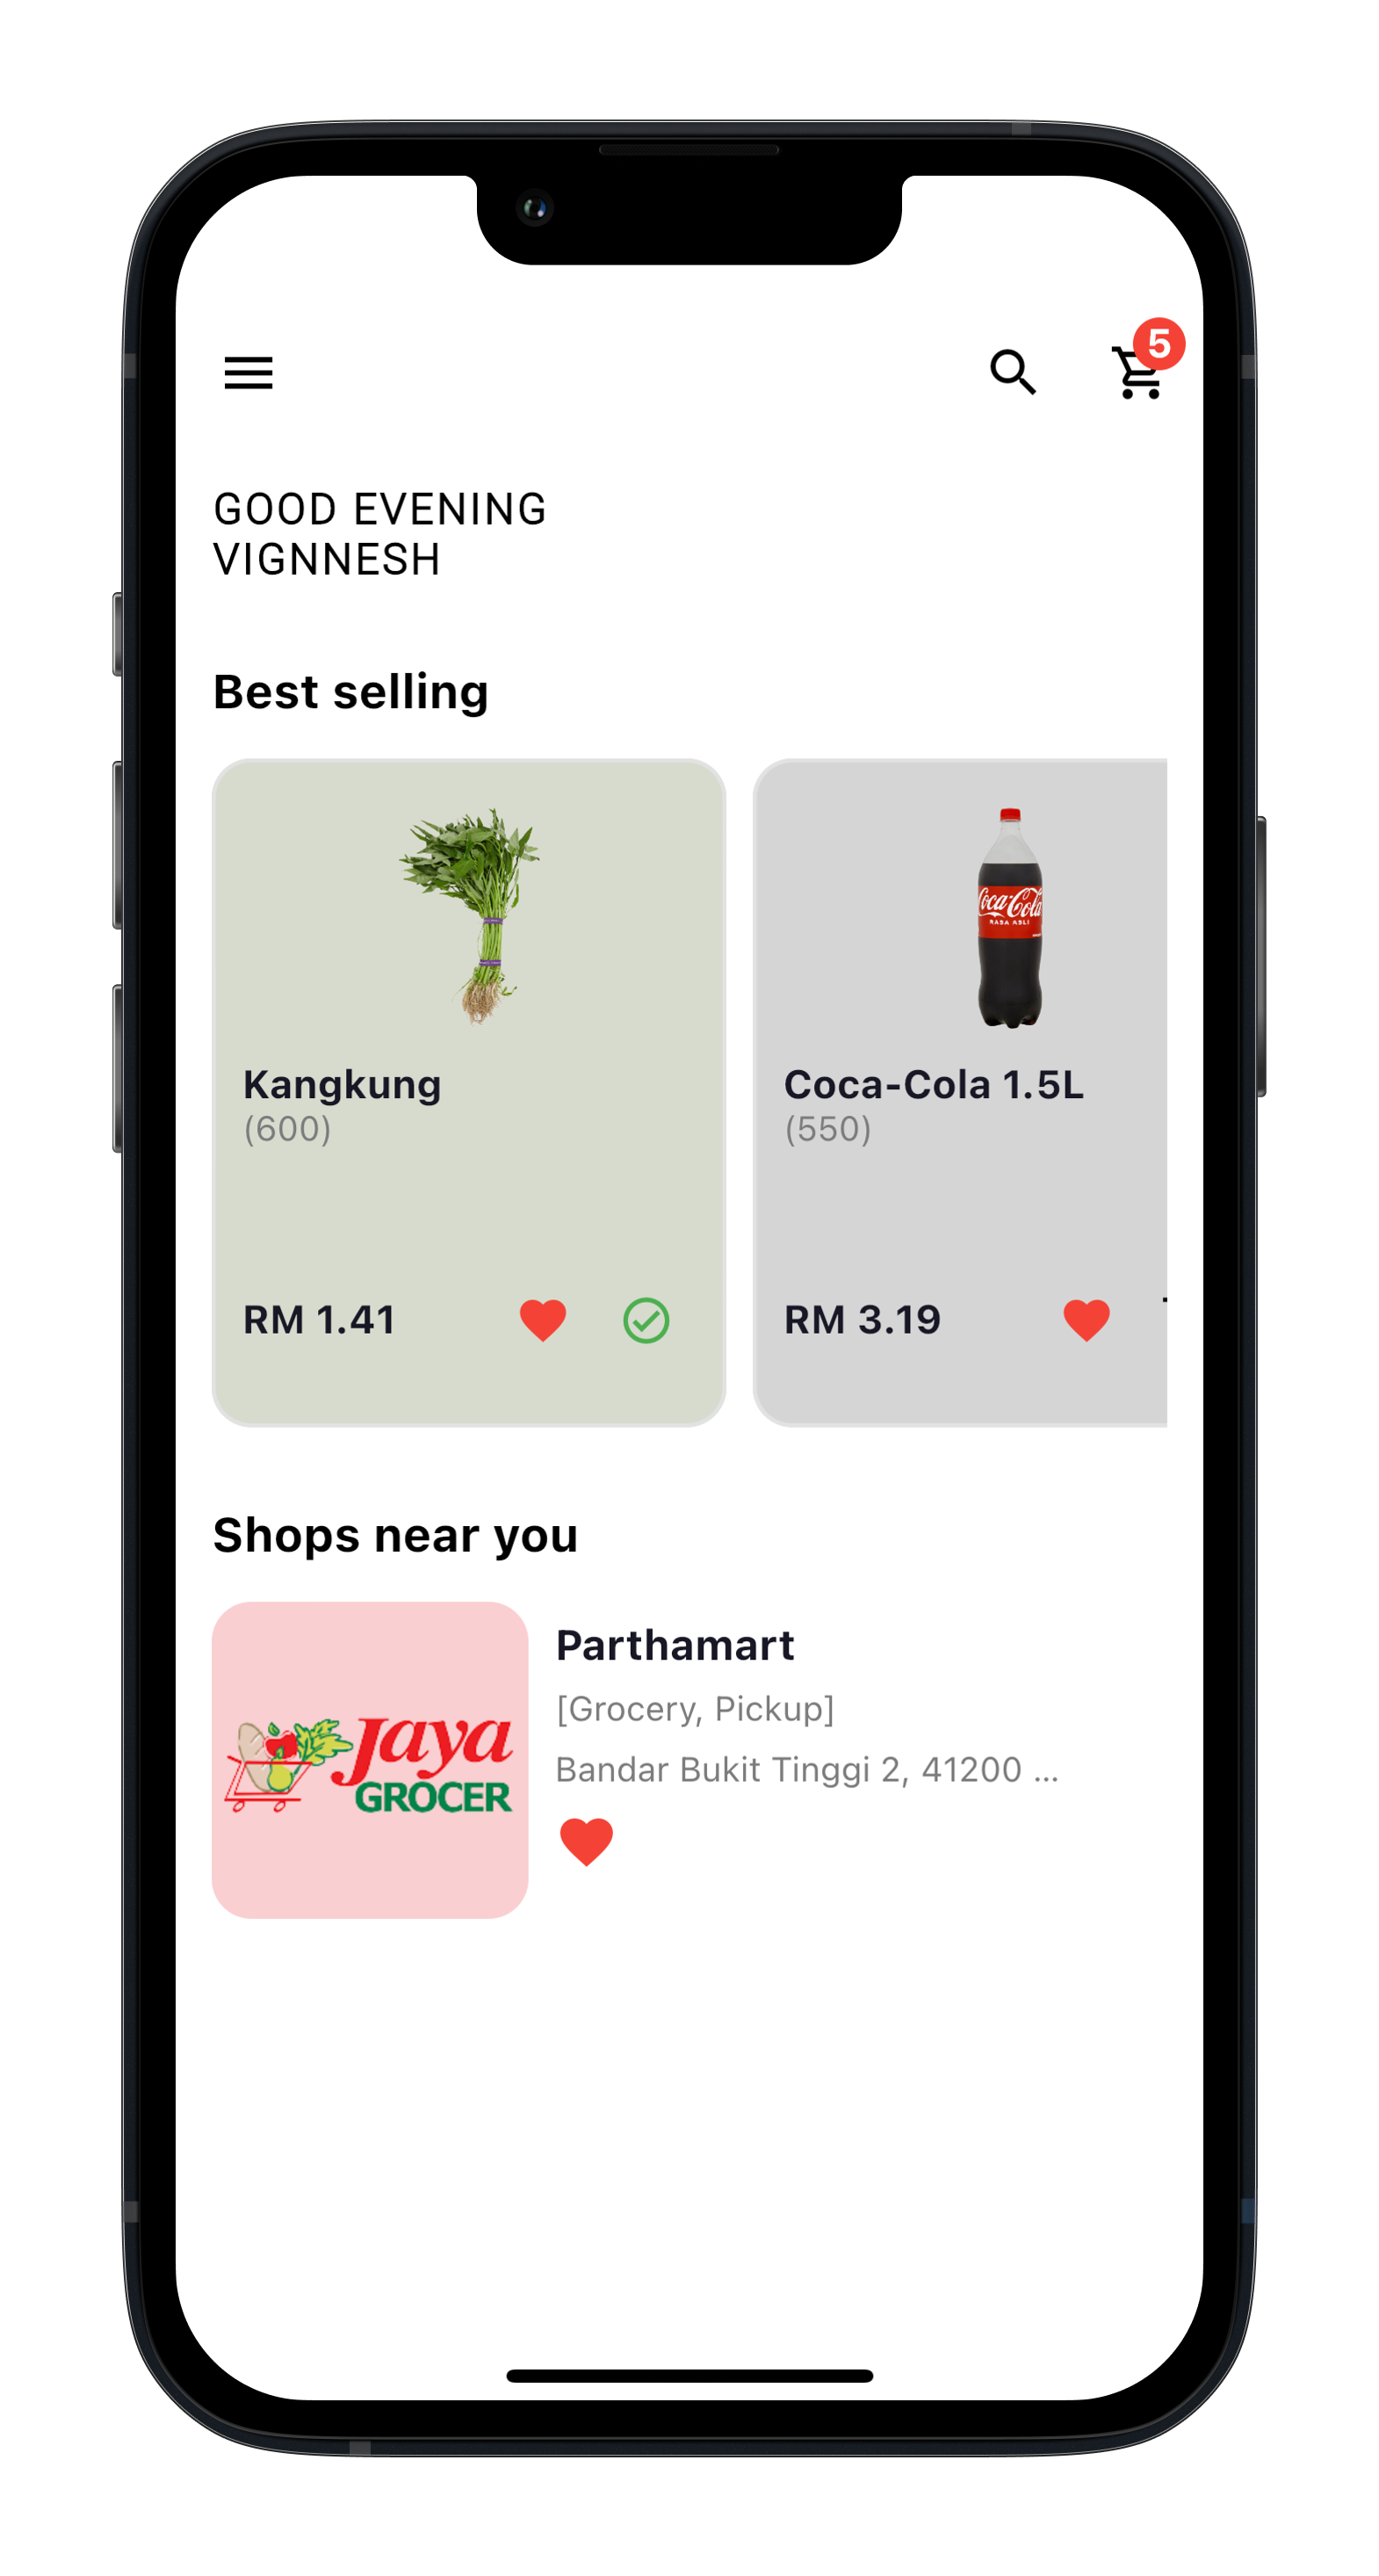 5
GOOD EVENING
VIGNNESH
Best selling
Coca-Cola
RASA ASLI
Kangkung
(600)
Coca-Cola 1.5L
(550)
RM 1.41
RM 3.19
Shops near you
Jaya
GROCER
Parthamart
[Grocery, Pickup]
Bandar Bukit Tinggi 2, 41200 ...